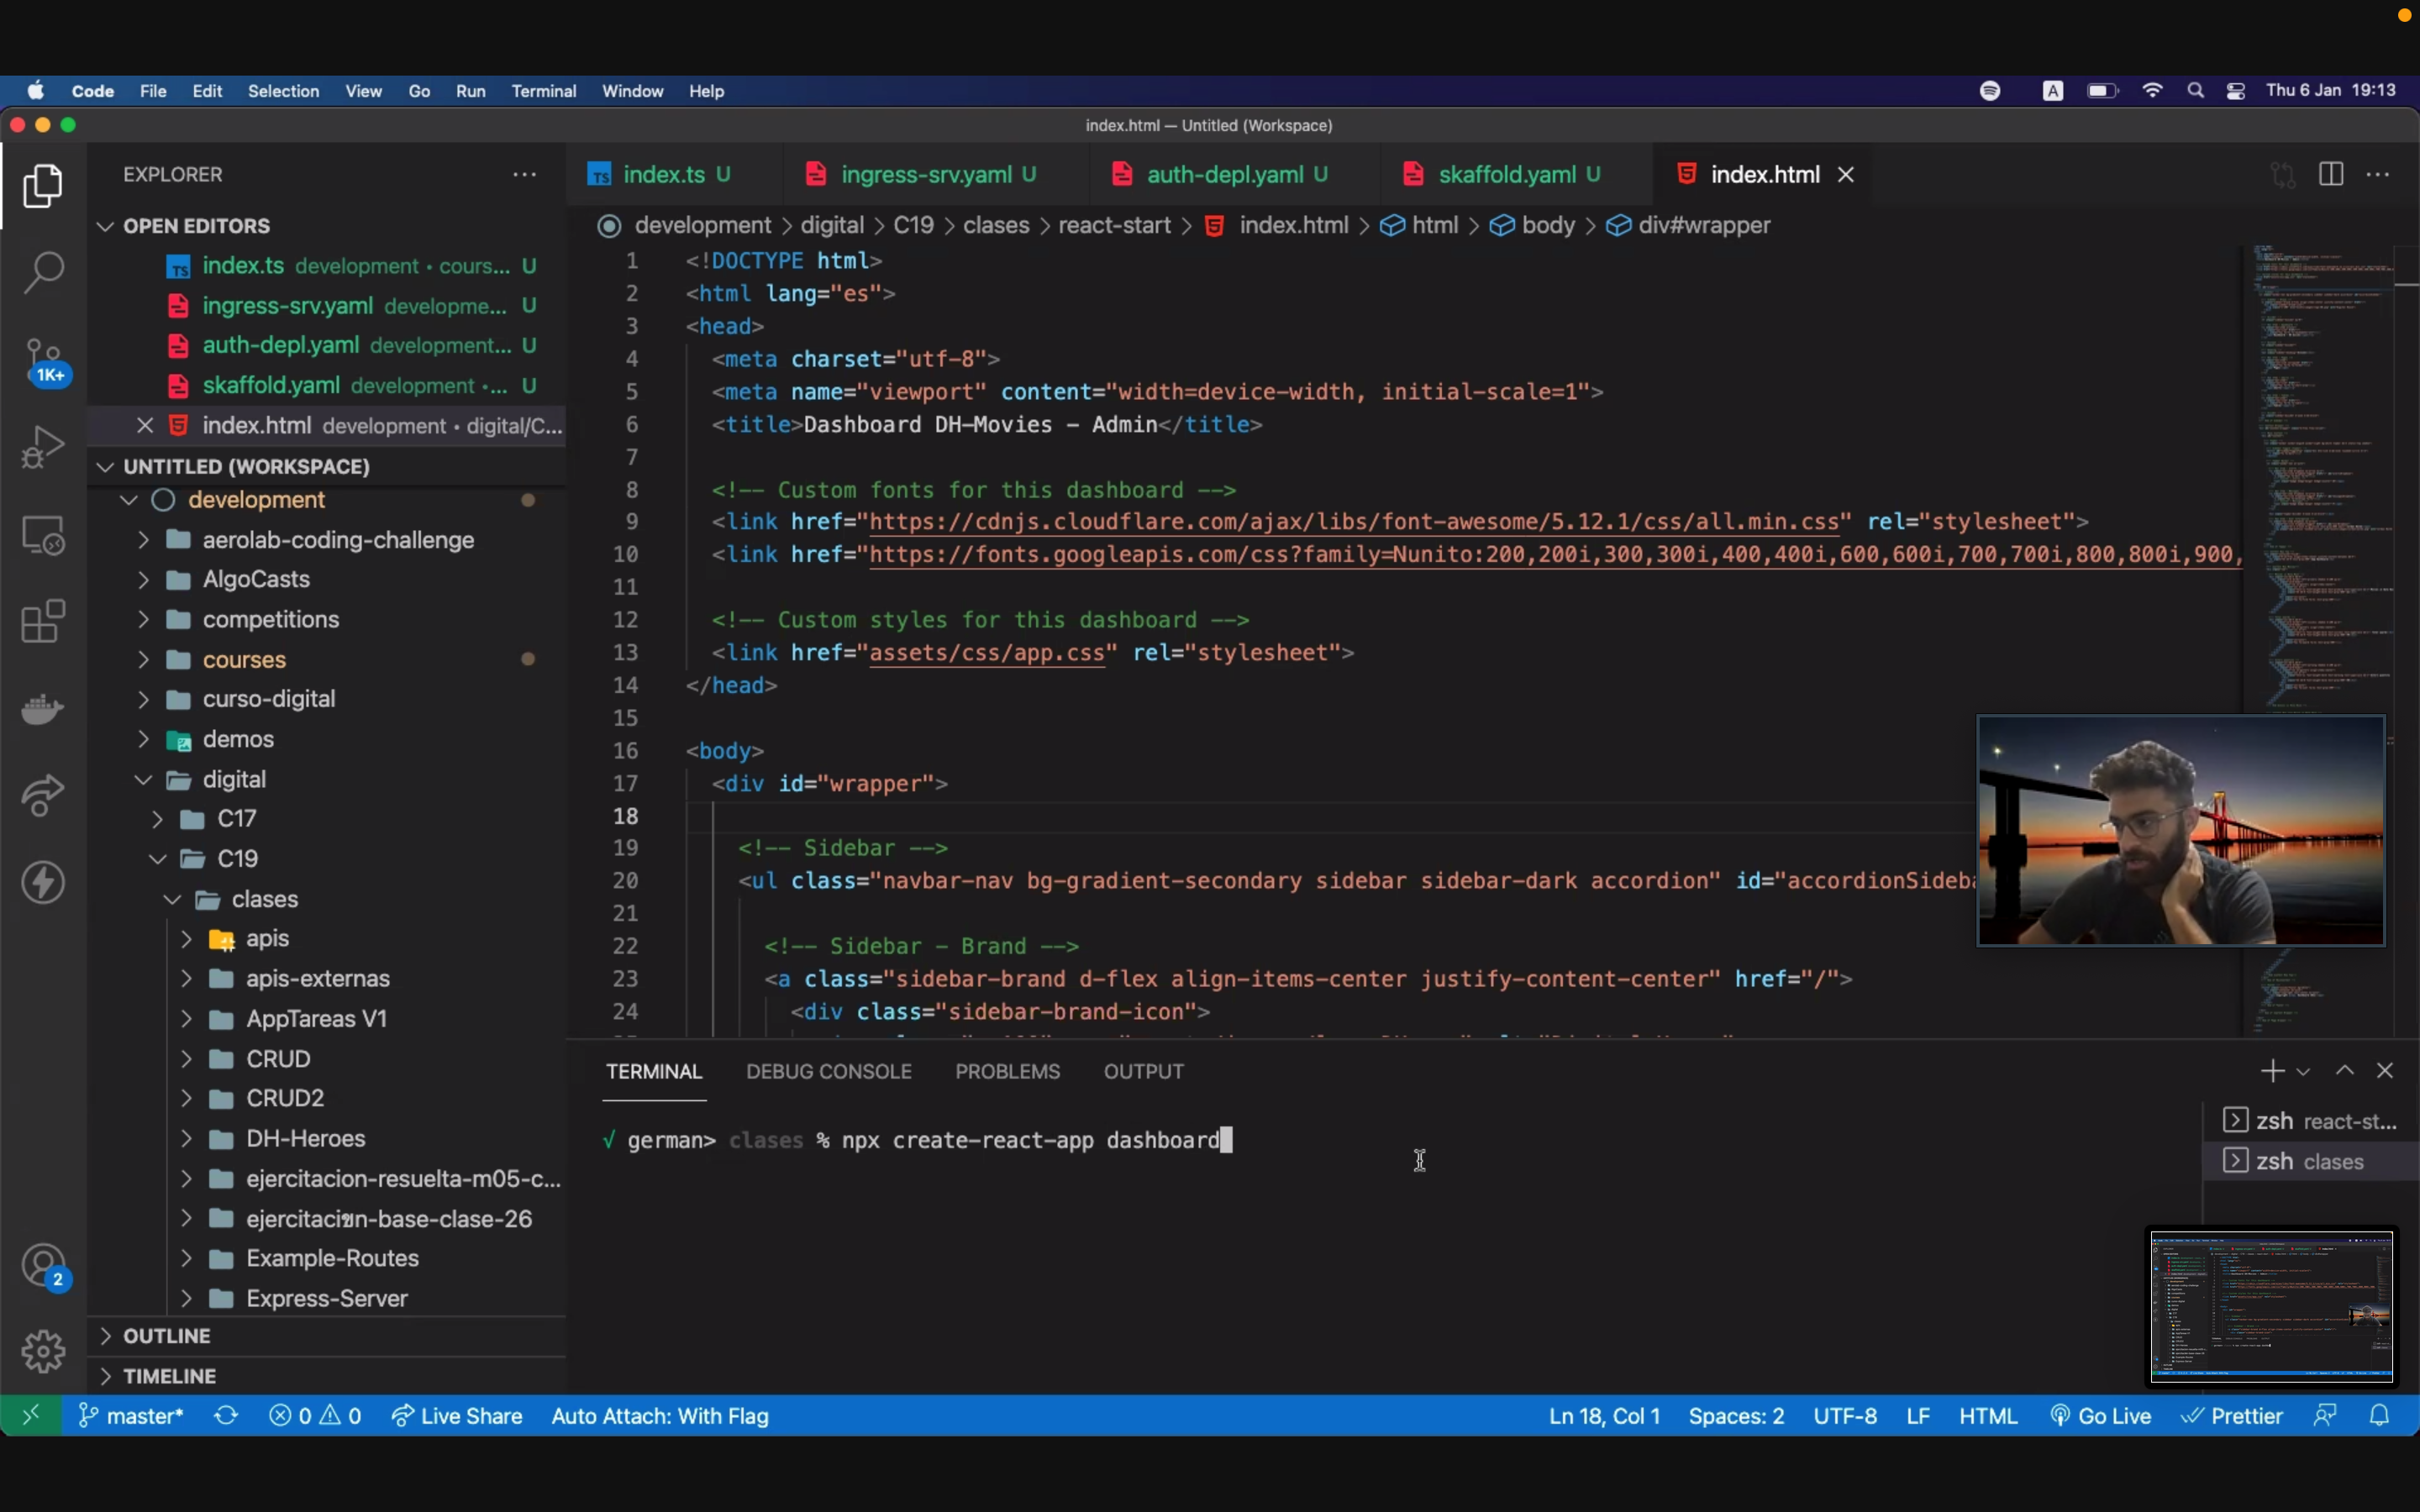 Code File Edit Selection View Go Run Terminal Window Help A Thu 6 Jan 19:13
index.html — Untitled (Workspace)
EXPLORER ...
OPEN EDITORS
TS index.ts development • cours... U
ingress-srv.yaml developme... U
auth-depl.yaml development... U
skaffold.yaml development •... U
index.html development • digital/C...
UNTITLED (WORKSPACE)
development
aerolab-coding-challenge
AlgoCasts
competitions
courses
curso-digital
demos
digital
C17
C19
clases
apis
apis-externas
AppTareas V1
CRUD
CRUD2
DH-Heroes
ejercitacion-resuelta-m05-c...
Example-Routes
Express-Server
OUTLINE
TIMELINE
1K+
2
TS index.ts U ingress-srv.yaml U auth-depl.yaml U skaffold.yaml U index.html ...
development > digital > C19 > clases > react-start > index.html > html > body > div#wrapper
1 <!DOCTYPE html>
2 <html lang="es">
3 <head>
4 <meta charset="utf-8">
5 <meta name="viewport" content="width=device-width, initial-scale=1">
6 <title>Dashboard DH-Movies - Admin</title>
7
8 <!-- Custom fonts for this dashboard -->
9 <link href="https://cdnjs.cloudflare.com/ajax/libs/font-awesome/5.12.1/css/all.min.css" rel="stylesheet">
10 <link href="https://fonts.googleapis.com/css?family=Nunito:200,200i,300,300i,400,400i,600,600i,700,700i,800,800i,900,
11
12 <!-- Custom styles for this dashboard -->
13 <link href="assets/css/app.css" rel="stylesheet">
14 </head>
15
16 <body>
17 <div id="wrapper">
18
19 <!-- Sidebar -->
20 <ul class="navbar-nav bg-gradient-secondary sidebar sidebar-dark accordion" id="accordionSideba
21
22 <!-- Sidebar - Brand -->
23 <a class="sidebar-brand d-flex align-items-center justify-content-center" href="/">
24 <div class="sidebar-brand-icon">
TERMINAL DEBUG CONSOLE PROBLEMS OUTPUT
√ german> clases % npx create-react-app dashboard
zsh react-st...
zsh clases
master* 0 0 Live Share Auto Attach: With Flag Ln 18, Col 1 Spaces: 2 UTF-8 LF HTML Go Live Prettier